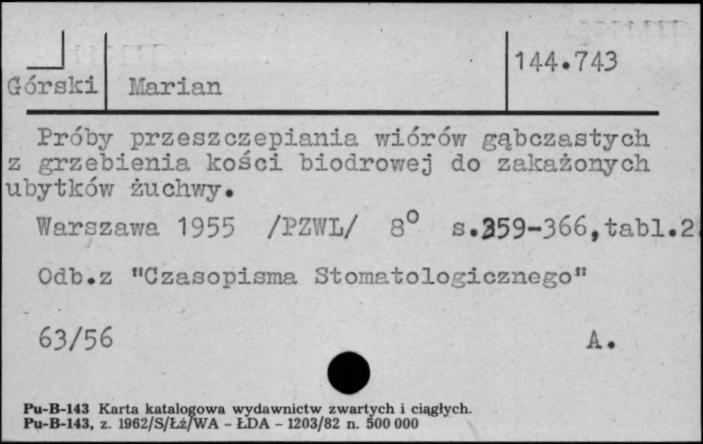 144.743
Górski Marian
Próby przeszczepiania wiórów gąbczastych
z grzebienia kości biodrowej do zakażonych
ubytków żuchwy.
Warszawa 1955 /PZWL/ 8° s.359-366,tabl.2
Odb.z "Czasopisma Stomatologicznego"
63/56 A.
Pu-B-143 Karta katalogowa wydawnictw zwartych i ciągłych.
Pu-B-143, z. 1962/S/Łż/WA - ŁDA - 1203/82 n. 500 000